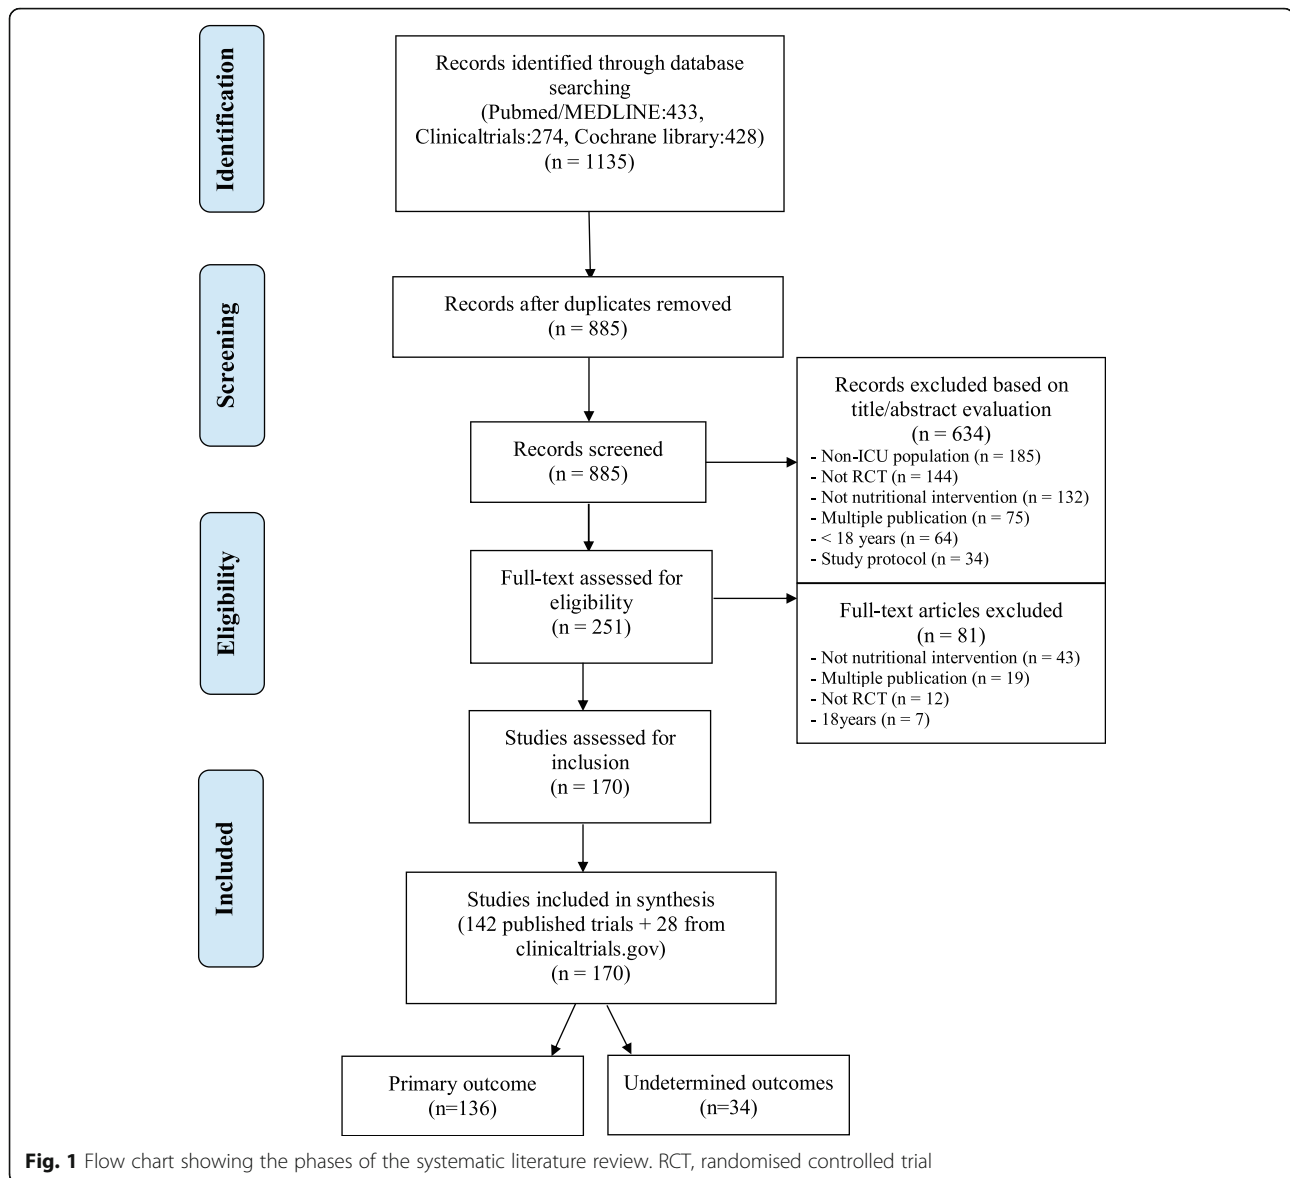 Identification
Records identified through database
searching
(Pubmed/MEDLINE:433,
Clinicaltrials:274, Cochrane library:428)
(n = 1135)
Screening
Records after duplicates removed
(n = 885)
Records screened
(n = 885)
Records excluded based on
title/abstract evaluation
(n = 634)
- Non-ICU population (n = 185)
- Not RCT (n = 144)
- Not nutritional intervention (n = 132)
- Multiple publication (n = 75)
- < 18 years (n = 64)
- Study protocol (n = 34)
Eligibility
Full-text assessed for
eligibility
(n = 251)
Full-text articles excluded
(n = 81)
- Not nutritional intervention (n = 43)
- Multiple publication (n = 19)
- Not RCT (n = 12)
- 18years (n = 7)
Studies assessed for
inclusion
(n = 170)
Included
Studies included in synthesis
(142 published trials + 28 from
clinicaltrials.gov)
(n = 170)
Primary outcome
(n=136)
Undetermined outcomes
(n=34)
Fig. 1 Flow chart showing the phases of the systematic literature review. RCT, randomised controlled trial